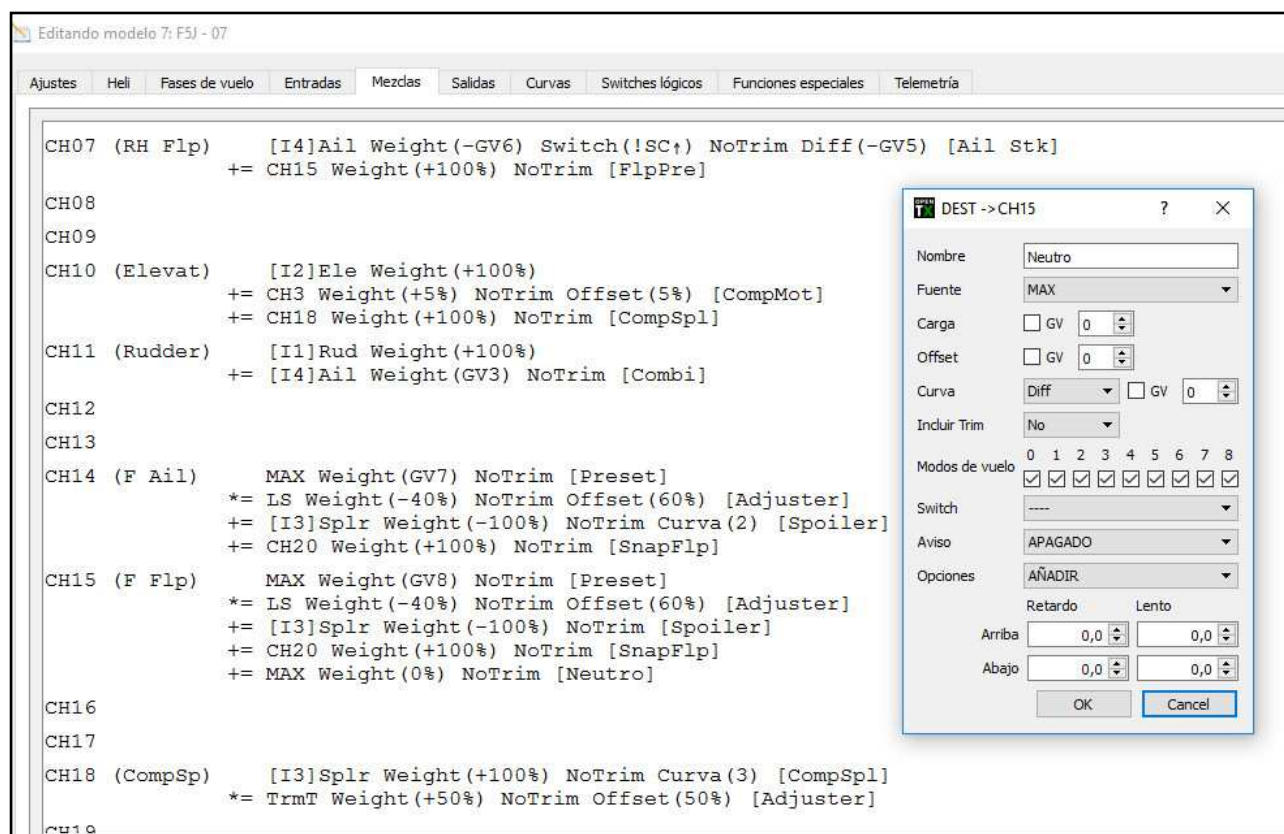 Editando modelo 7: F5J - 07
Ajustes Heli Fases de vuelo Entradas Mezclas Salidas Curvas Switches lógicos Funciones especiales Telemetría
CH07 (RH Flp) [I4]Ail Weight(-GV6) Switch(!SC↑) NoTrim Diff(-GV5) [Ail Stk]
+= CH15 Weight(+100%) NoTrim [FlpPre]
CH08
CH09
CH10 (Elevat) [I2]Ele Weight(+100%)
+= CH3 Weight(+5%) NoTrim Offset(5%) [CompMot]
+= CH18 Weight(+100%) NoTrim [CompSpl]
CH11 (Rudder) [I1]Rud Weight(+100%)
+= [I4]Ail Weight(GV3) NoTrim [Combi]
CH12
CH13
CH14 (F Ail) MAX Weight(GV7) NoTrim [Preset]
*= LS Weight(-40%) NoTrim Offset(60%) [Adjuster]
+= [I3]Splr Weight(-100%) NoTrim Curva(2) [Spoiler]
+= CH20 Weight(+100%) NoTrim [SnapFlp]
CH15 (F Flp) MAX Weight(GV8) NoTrim [Preset]
*= LS Weight(-40%) NoTrim Offset(60%) [Adjuster]
+= [I3]Splr Weight(-100%) NoTrim [Spoiler]
+= CH20 Weight(+100%) NoTrim [SnapFlp]
+= MAX Weight(0%) NoTrim [Neutro]
CH16
CH17
CH18 (CompSp) [I3]Splr Weight(+100%) NoTrim Curva(3) [CompSpl]
*= TrmT Weight(+50%) NoTrim Offset(50%) [Adjuster]
CH19
OPEN TX DEST ->CH15 ? X
Nombre Neutro
Fuente MAX
Carga GV 0
Offset GV 0
Curva Diff GV 0
Incluir Trim No
0 1 2 3 4 5 6 7 8
Modos de vuelo
Switch ----
Aviso APAGADO
Opciones AÑADIR
Retardo Lento
Arriba 0,0 0,0
Abajo 0,0 0,0
OK Cancel